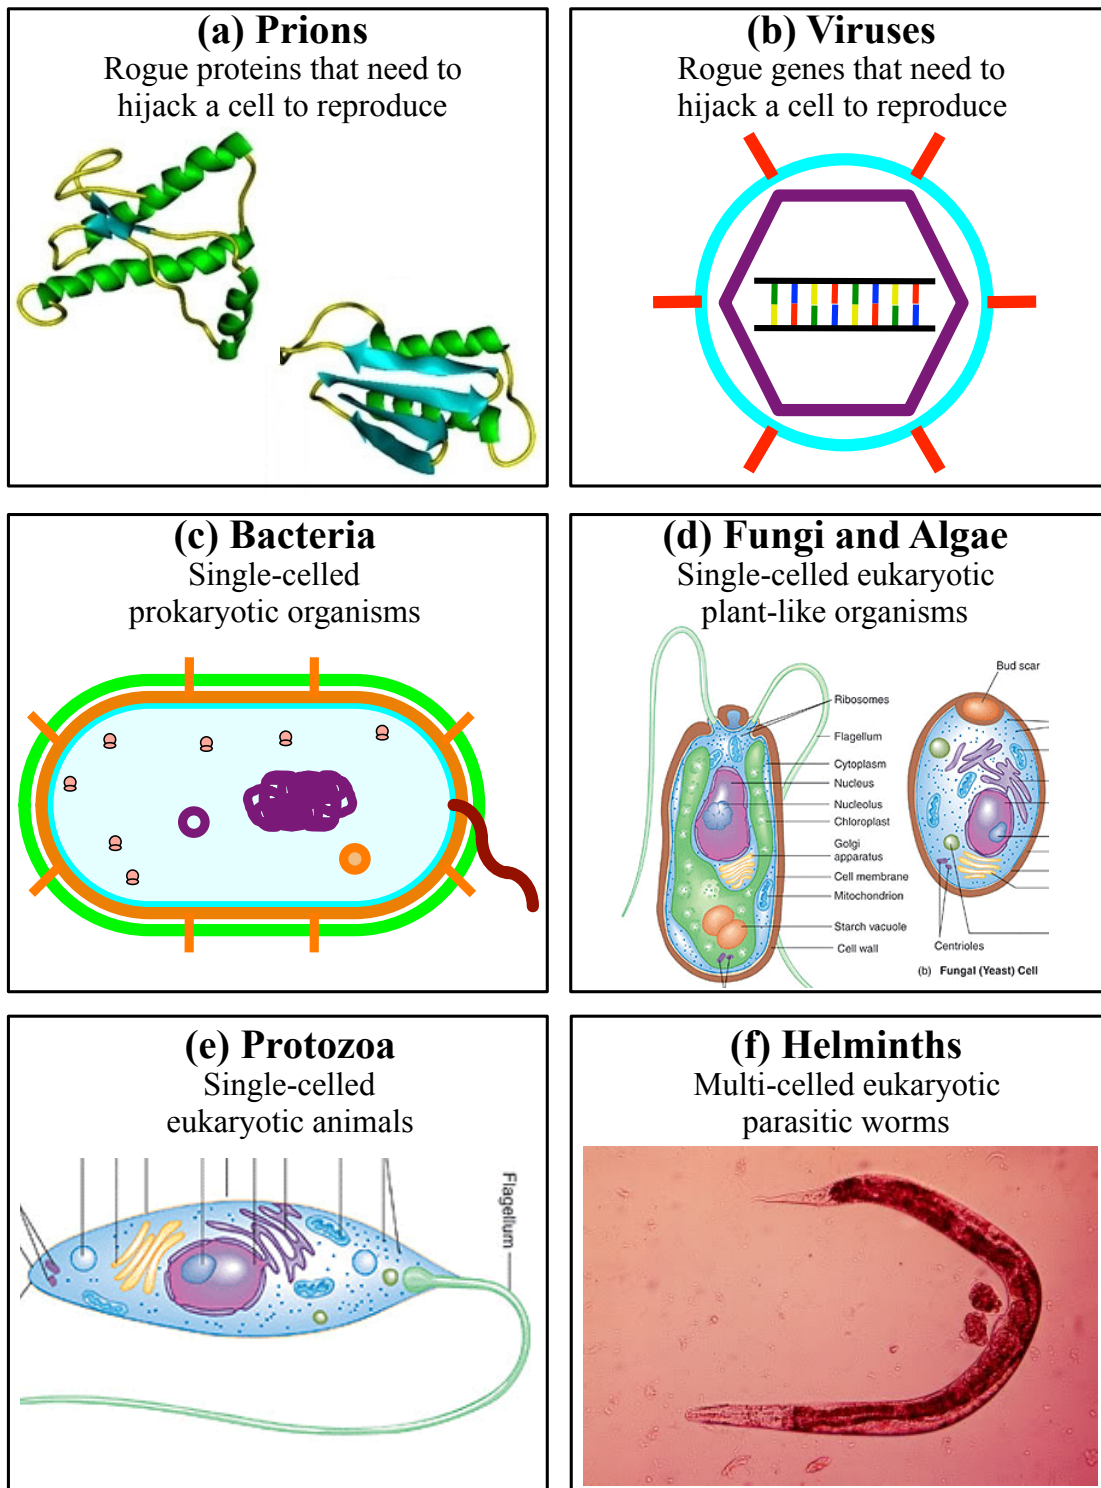 (a) Prions
Rogue proteins that need to
hijack a cell to reproduce
(b) Viruses
Rogue genes that need to
hijack a cell to reproduce
(c) Bacteria
Single-celled
prokaryotic organisms
(d) Fungi and Algae
Single-celled eukaryotic
plant-like organisms
Ribosomes
Flagellum
Cytoplasm
Nucleus
Nucleolus
Chloroplast
Golgi
apparatus
Cell membrane
Mitochondrion
Starch vacuole
Cell wall
Bud scar
Centrioles
(b) Fungal (Yeast) Cell
(e) Protozoa
Single-celled
eukaryotic animals
Flagellum
(f) Helminths
Multi-celled eukaryotic
parasitic worms